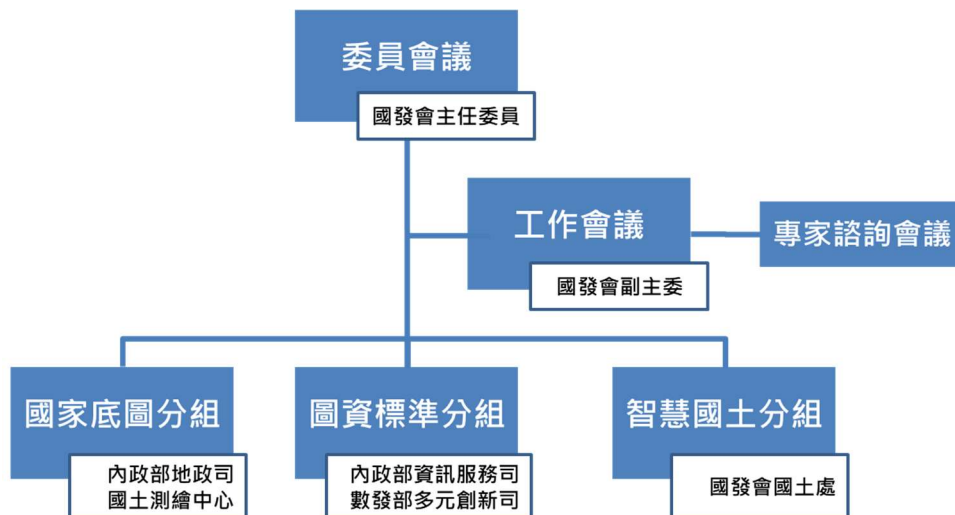 委員會議
國發會主任委員
工作會議
專家諮詢會議
國發會副主委
國家底圖分組
內政部地政司
國土測繪中心
圖資標準分組
內政部資訊服務司
數發部多元創新司
智慧國土分組
國發會國土處